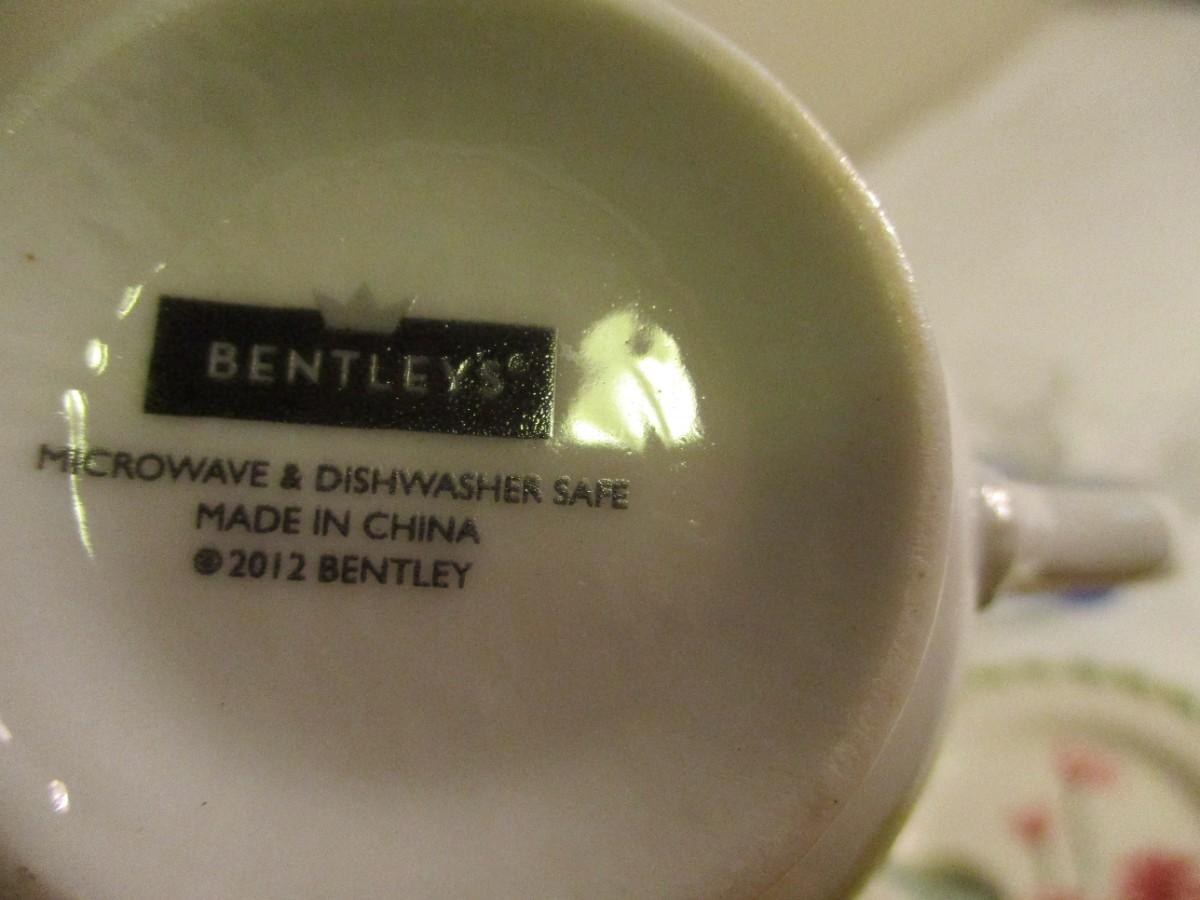 BENTLEYS®
MICROWAVE & DISHWASHER SAFE
MADE IN CHINA
©2012 BENTLEY